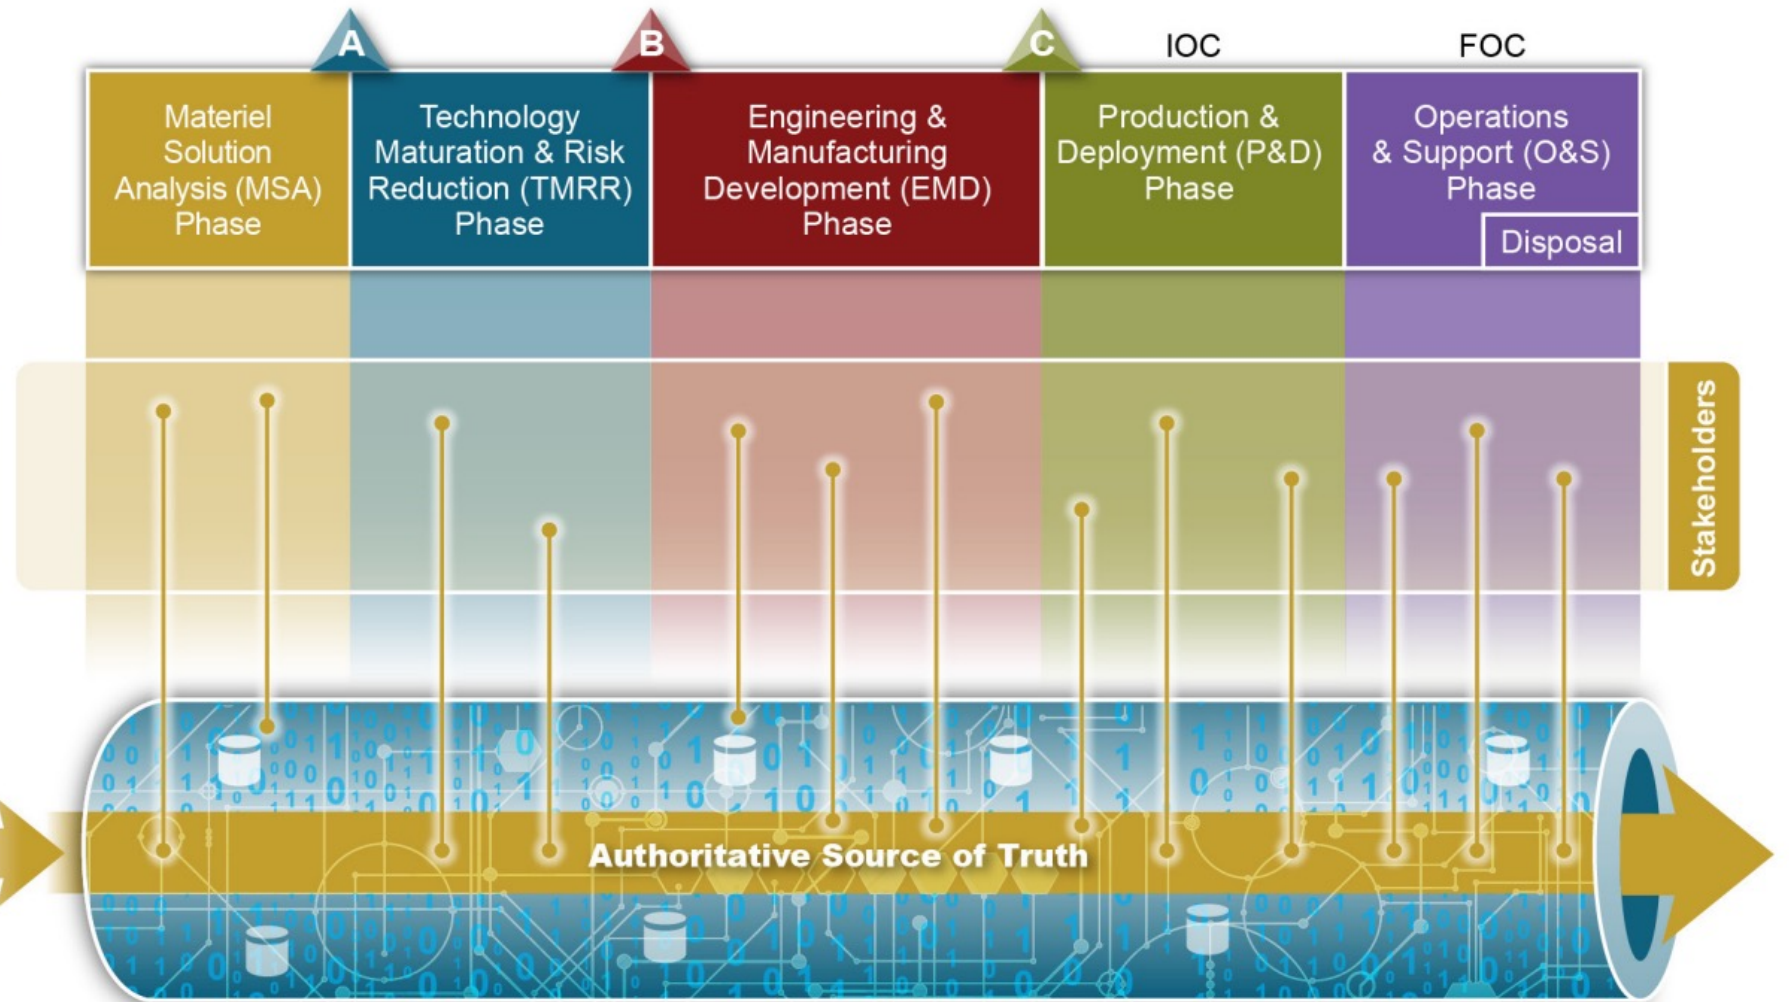 A
B
C
IOC
FOC
Materiel
Solution
Analysis (MSA)
Phase
Technology
Maturation & Risk
Reduction (TMRR)
Phase
Engineering &
Manufacturing
Development (EMD)
Phase
Production &
Deployment (P&D)
Phase
Operations
& Support (O&S)
Phase
Disposal
Stakeholders
Authoritative Source of Truth